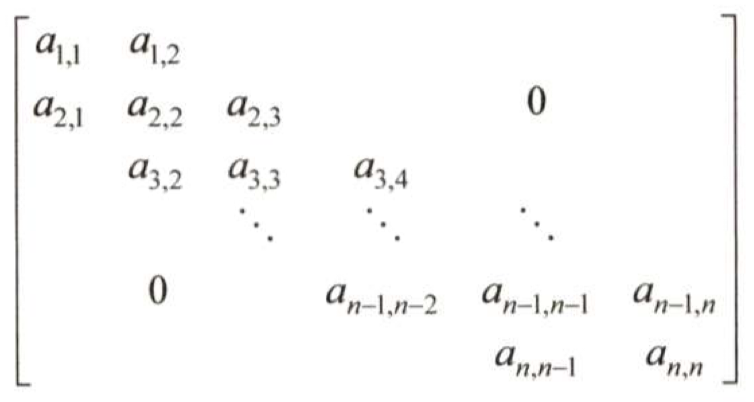 a1,1 a1,2
a2,1 a2,2 a2,3 0
a3,2 a3,3 a3,4
⋱ ⋱ ⋱
0 an−1,n−2 an−1,n−1 an−1,n
an,n−1 an,n